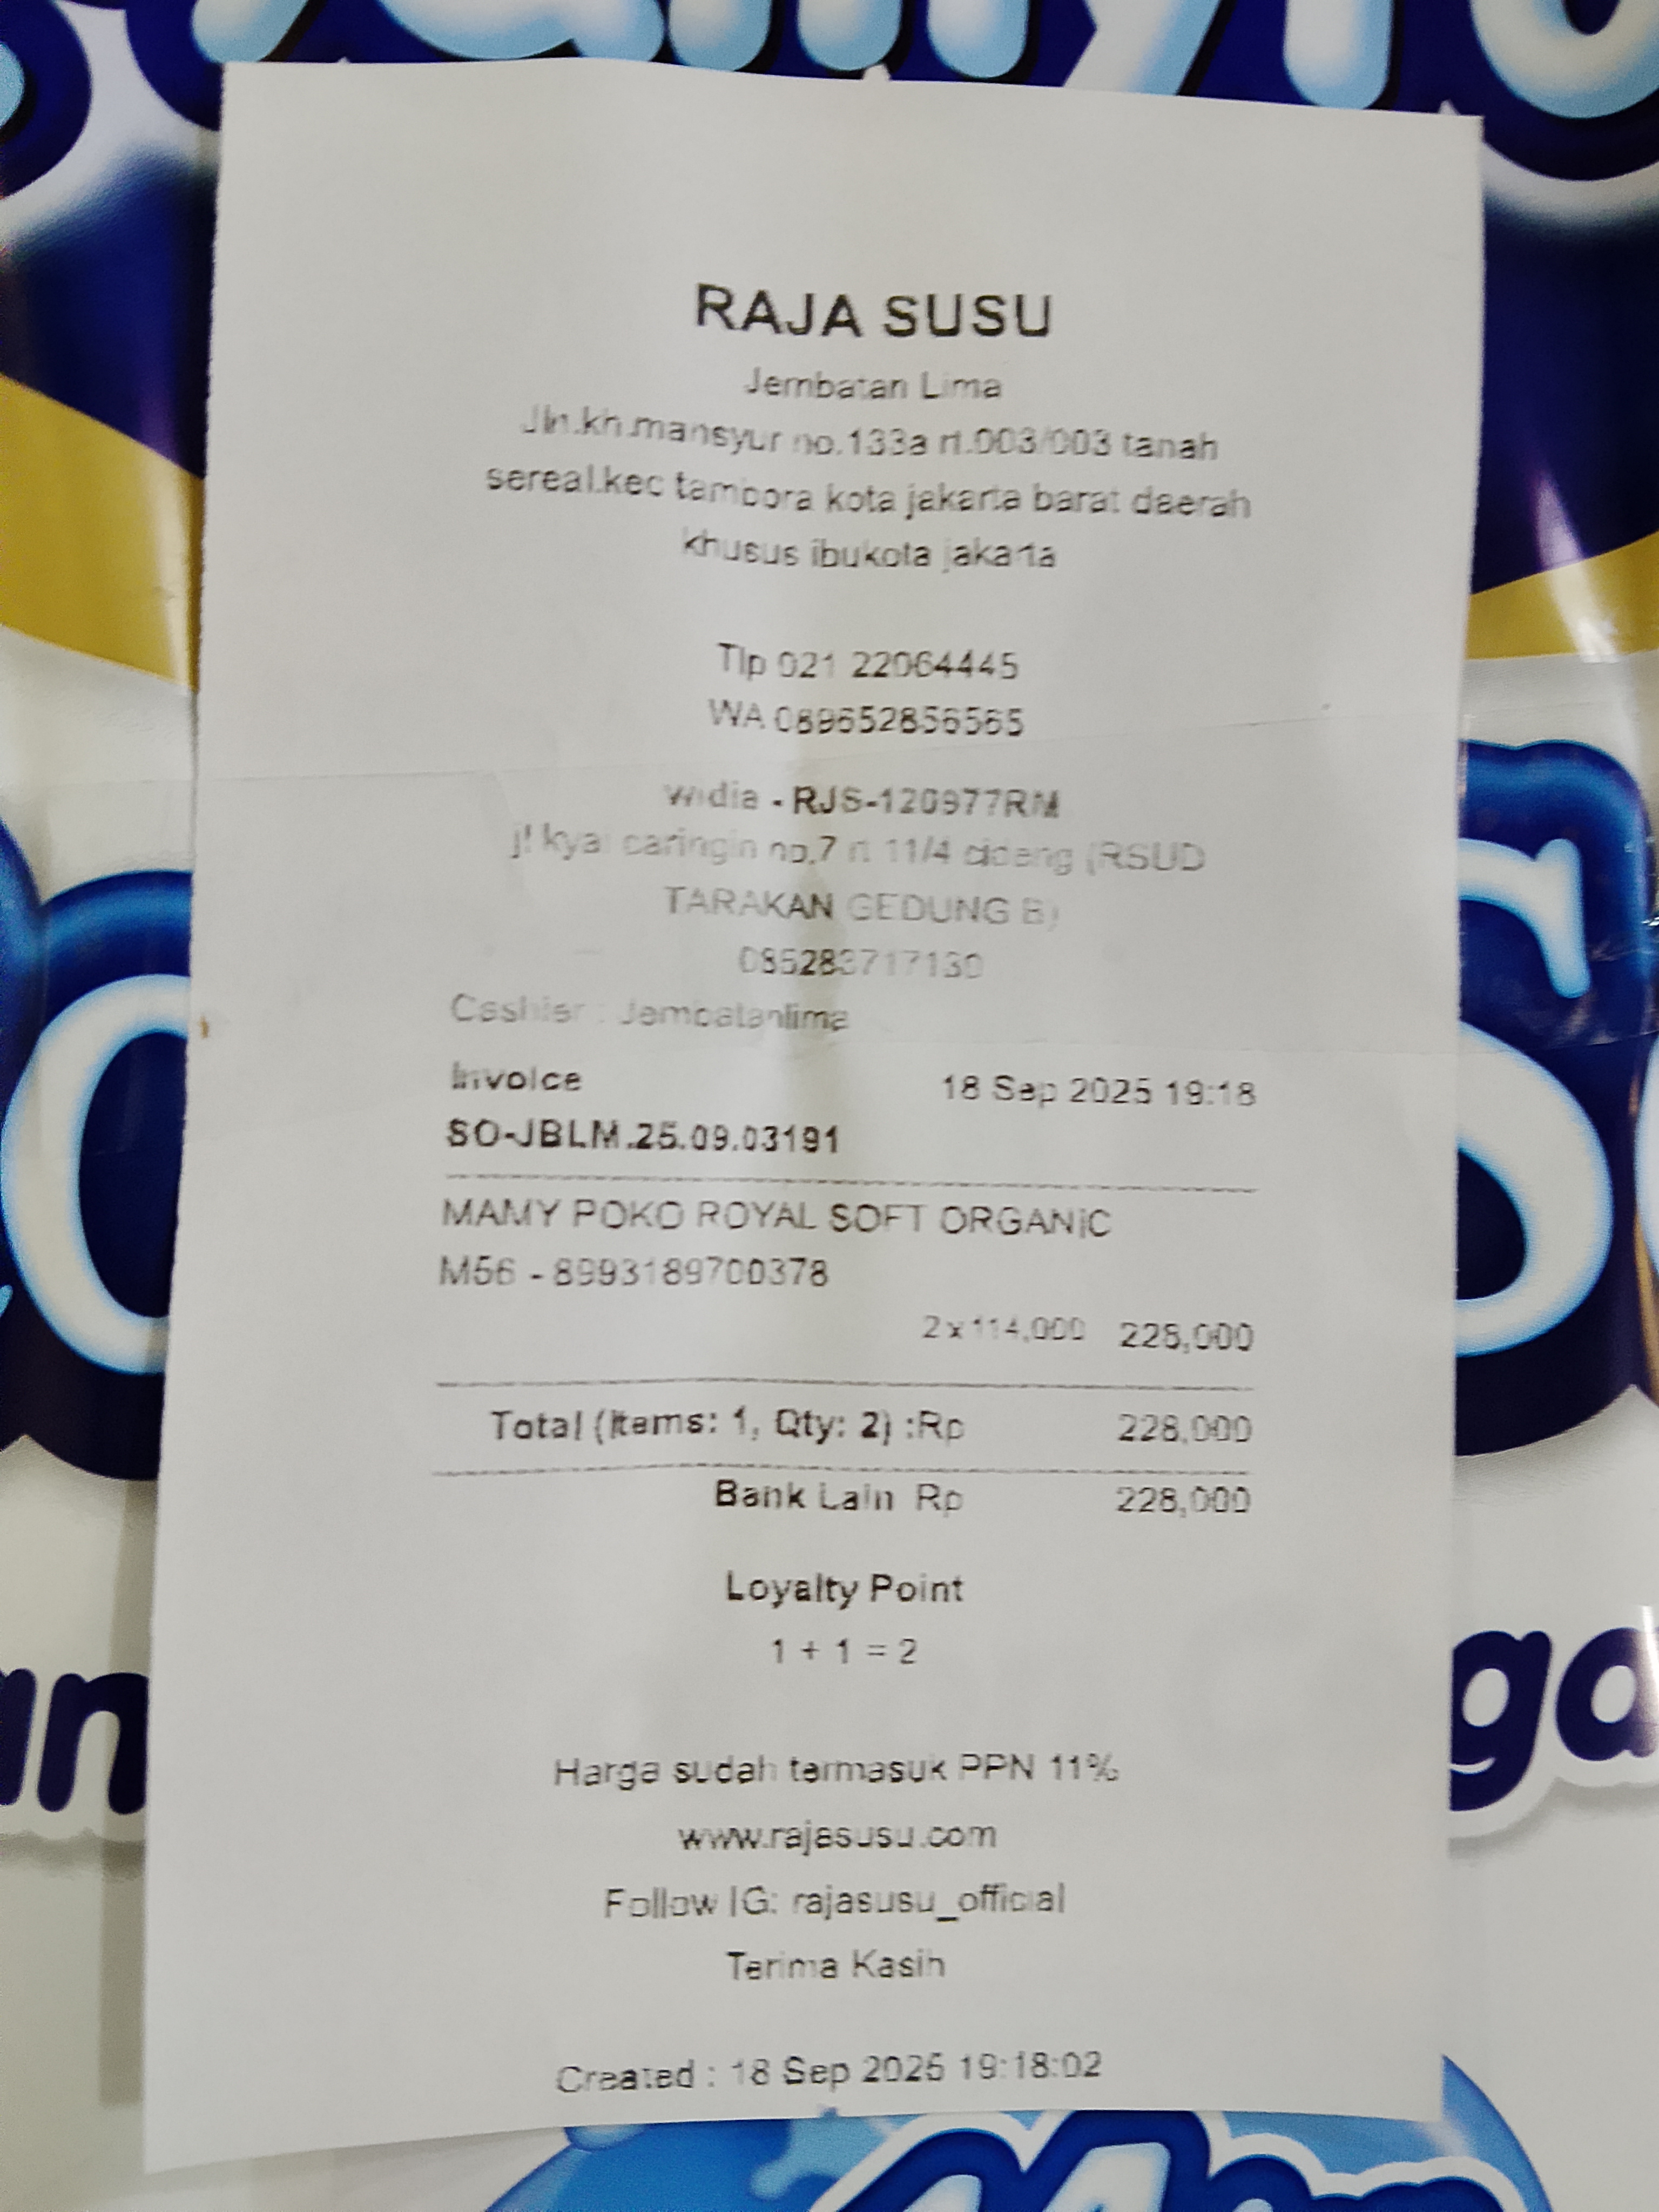 RAJA SUSU
Jembatan Lima
Jln.kh.mansyur no.133a rt.003/003 tanah
sereal.kec tambora kota jakarta barat daerah
khusus ibukota jakarta
Tlp 021 22064445
WA 089652856565
widia - RJS-120977RM
jl kyai caringin no.7 rt 11/4 cideng (RSUD
TARAKAN GEDUNG B)
085283717130
Cashier : Jembatanlima
Invoice 18 Sep 2025 19:18
SO-JBLM.25.09.03191
MAMY POKO ROYAL SOFT ORGANIC
M56 - 8993189700378
2 x 114,000 228,000
Total (Items: 1, Qty: 2) :Rp 228,000
Bank Lain Rp 228,000
Loyalty Point
1 + 1 = 2
Harga sudah termasuk PPN 11%
www.rajasusu.com
Follow IG: rajasusu_official
Terima Kasih
Created : 18 Sep 2025 19:18:02